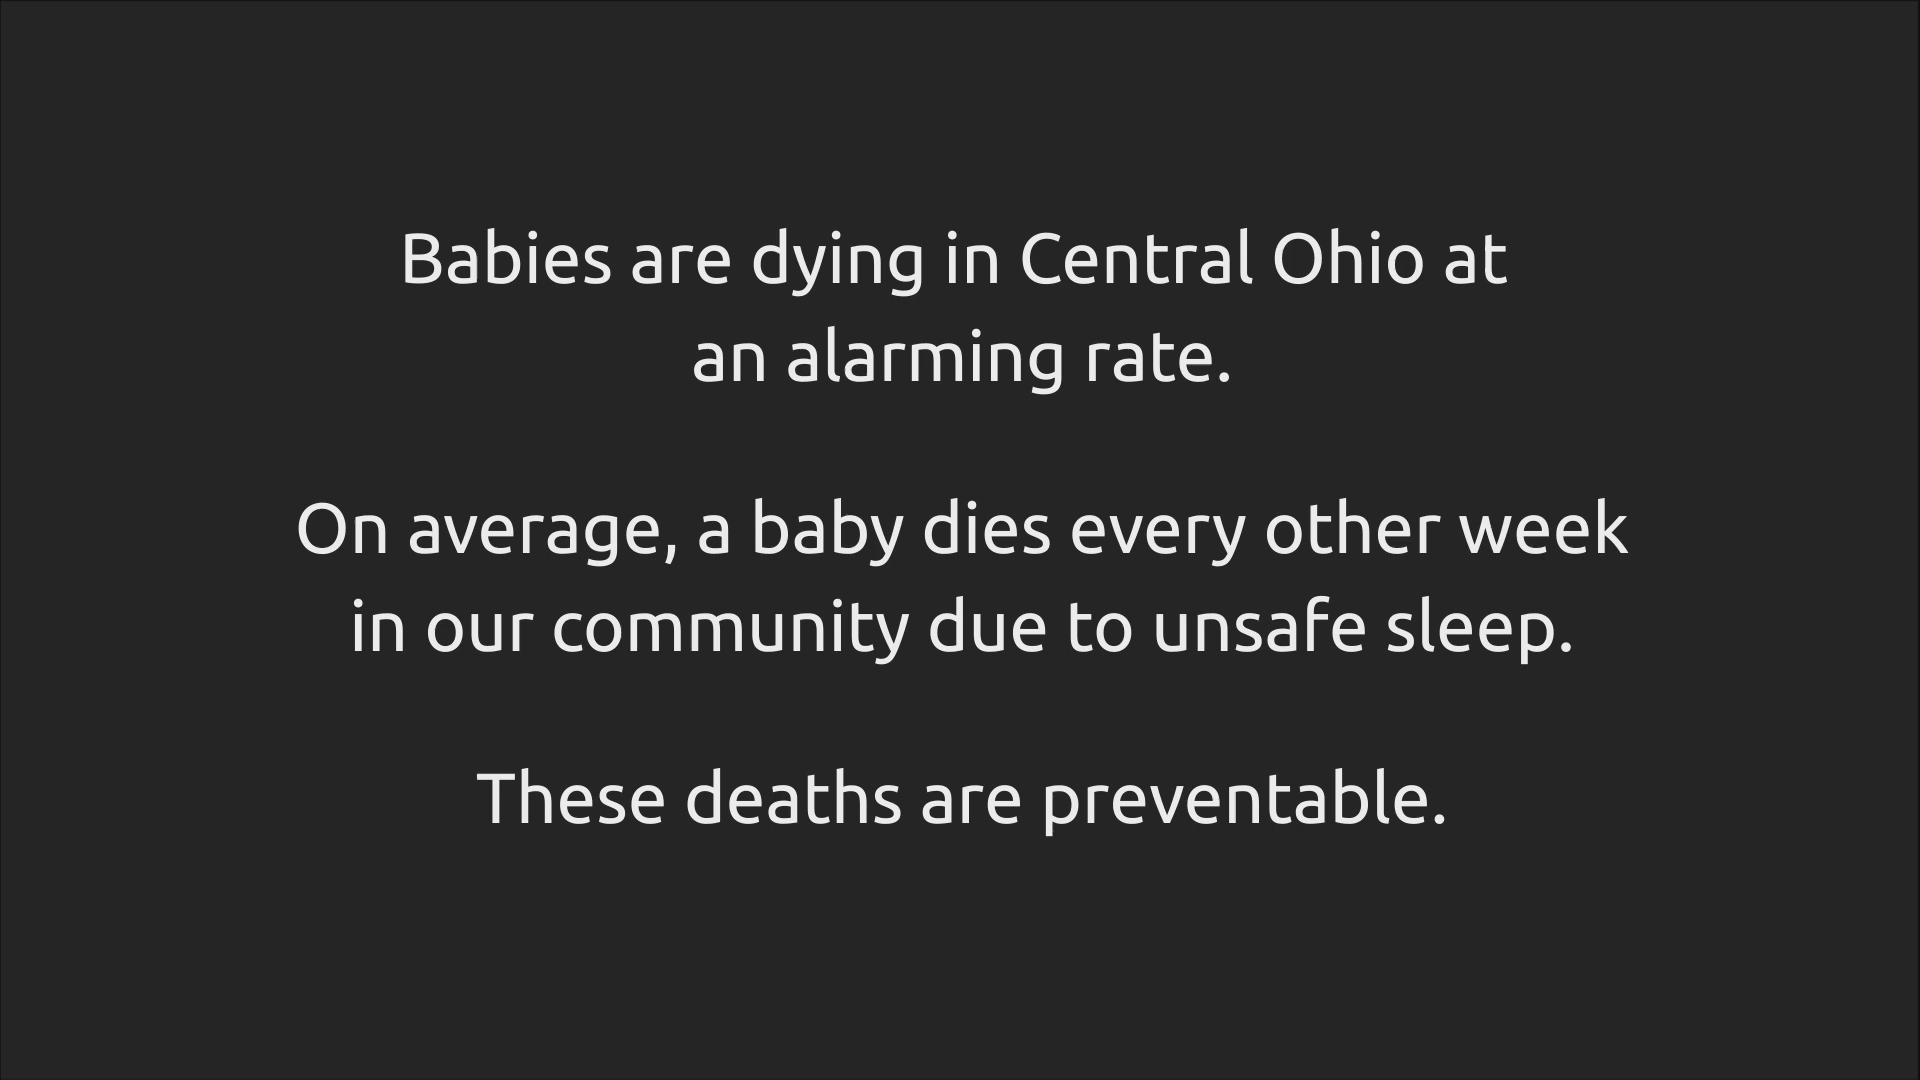 Babies are dying in Central Ohio at
an alarming rate.
On average, a baby dies every other week
in our community due to unsafe sleep.
These deaths are preventable.